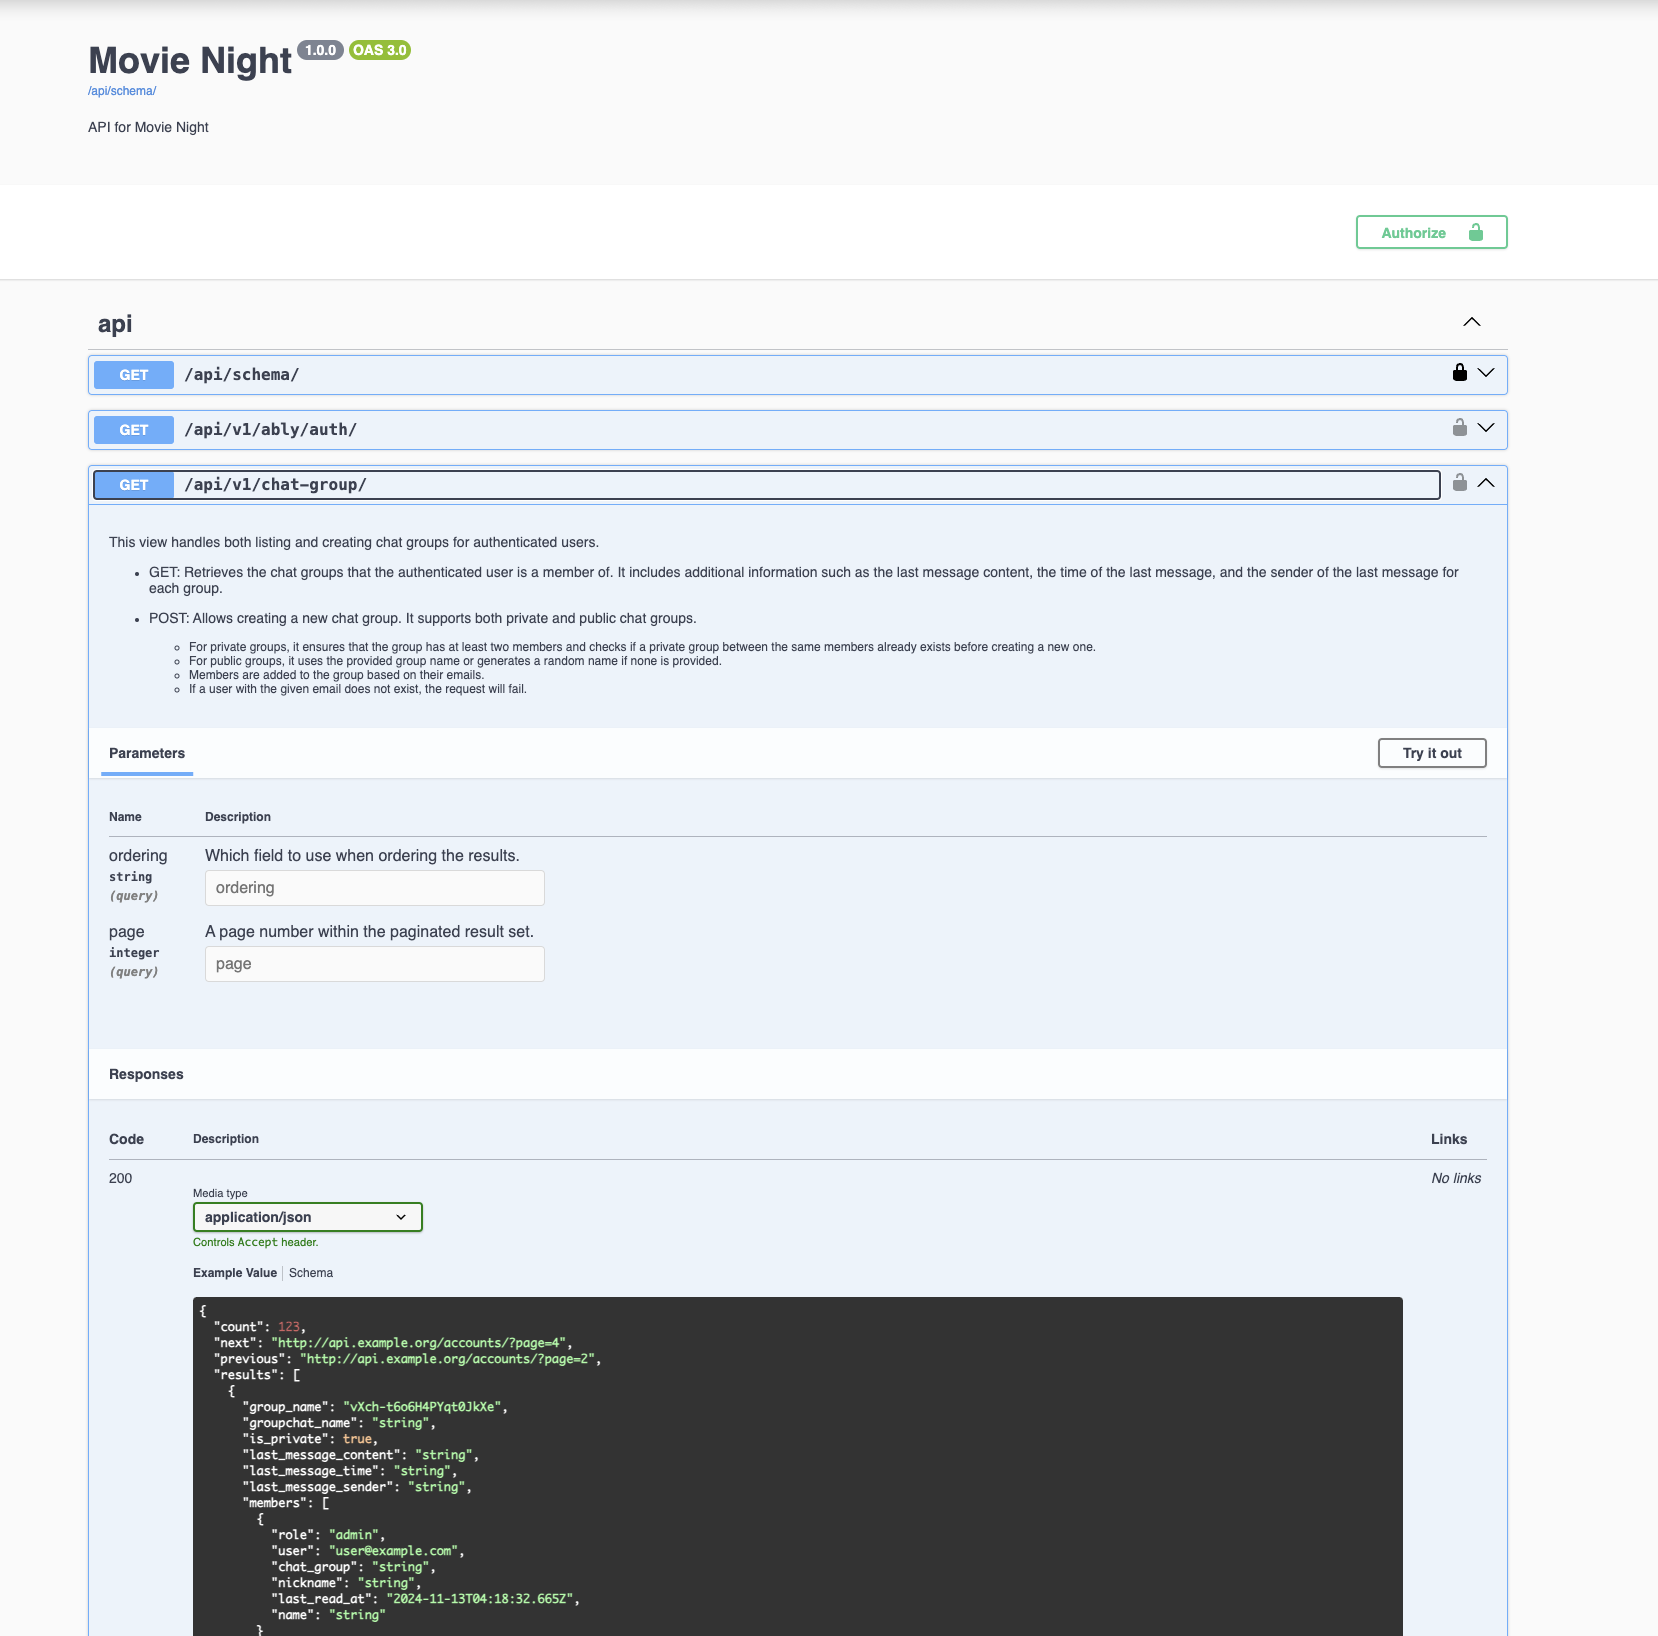 Movie Night 1.0.0 OAS 3.0
/api/schema/
API for Movie Night
Authorize
api
GET /api/schema/
GET /api/v1/ably/auth/
GET /api/v1/chat-group/
This view handles both listing and creating chat groups for authenticated users.
• GET: Retrieves the chat groups that the authenticated user is a member of. It includes additional information such as the last message content, the time of the last message, and the sender of the last message for
each group.
• POST: Allows creating a new chat group. It supports both private and public chat groups.
◦ For private groups, it ensures that the group has at least two members and checks if a private group between the same members already exists before creating a new one.
◦ For public groups, it uses the provided group name or generates a random name if none is provided.
◦ Members are added to the group based on their emails.
◦ If a user with the given email does not exist, the request will fail.
Parameters Try it out
Name Description
ordering Which field to use when ordering the results.
string
(query)
ordering
page A page number within the paginated result set.
integer
(query)
page
Responses
Code Description Links
200 No links
Media type
application/json
Controls Accept header.
Example Value Schema
{
  "count": 123,
  "next": "http://api.example.org/accounts/?page=4",
  "previous": "http://api.example.org/accounts/?page=2",
  "results": [
    {
      "group_name": "vXch-t6o6H4PYqt0JkXe",
      "groupchat_name": "string",
      "is_private": true,
      "last_message_content": "string",
      "last_message_time": "string",
      "last_message_sender": "string",
      "members": [
        {
          "role": "admin",
          "user": "user@example.com",
          "chat_group": "string",
          "nickname": "string",
          "last_read_at": "2024-11-13T04:18:32.665Z",
          "name": "string"
        }